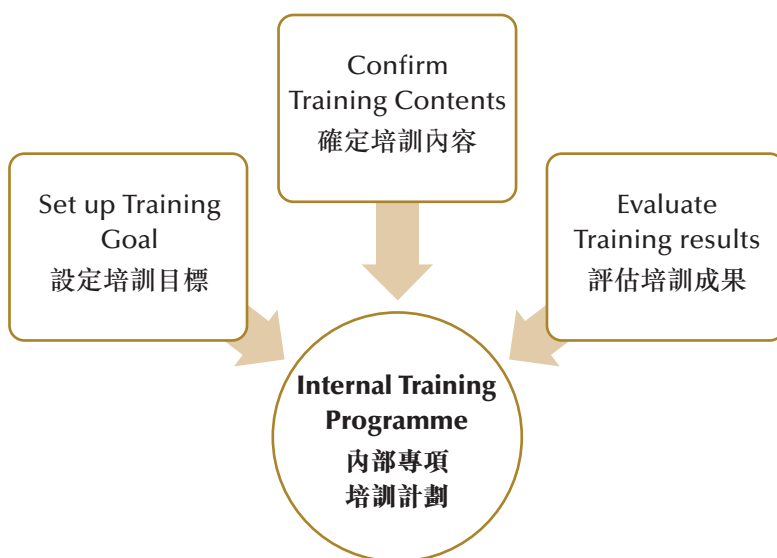 Set up Training
Goal
設定培訓目標
Confirm
Training Contents
確定培訓內容
Evaluate
Training results
評估培訓成果
Internal Training
Programme
內部專項
培訓計劃